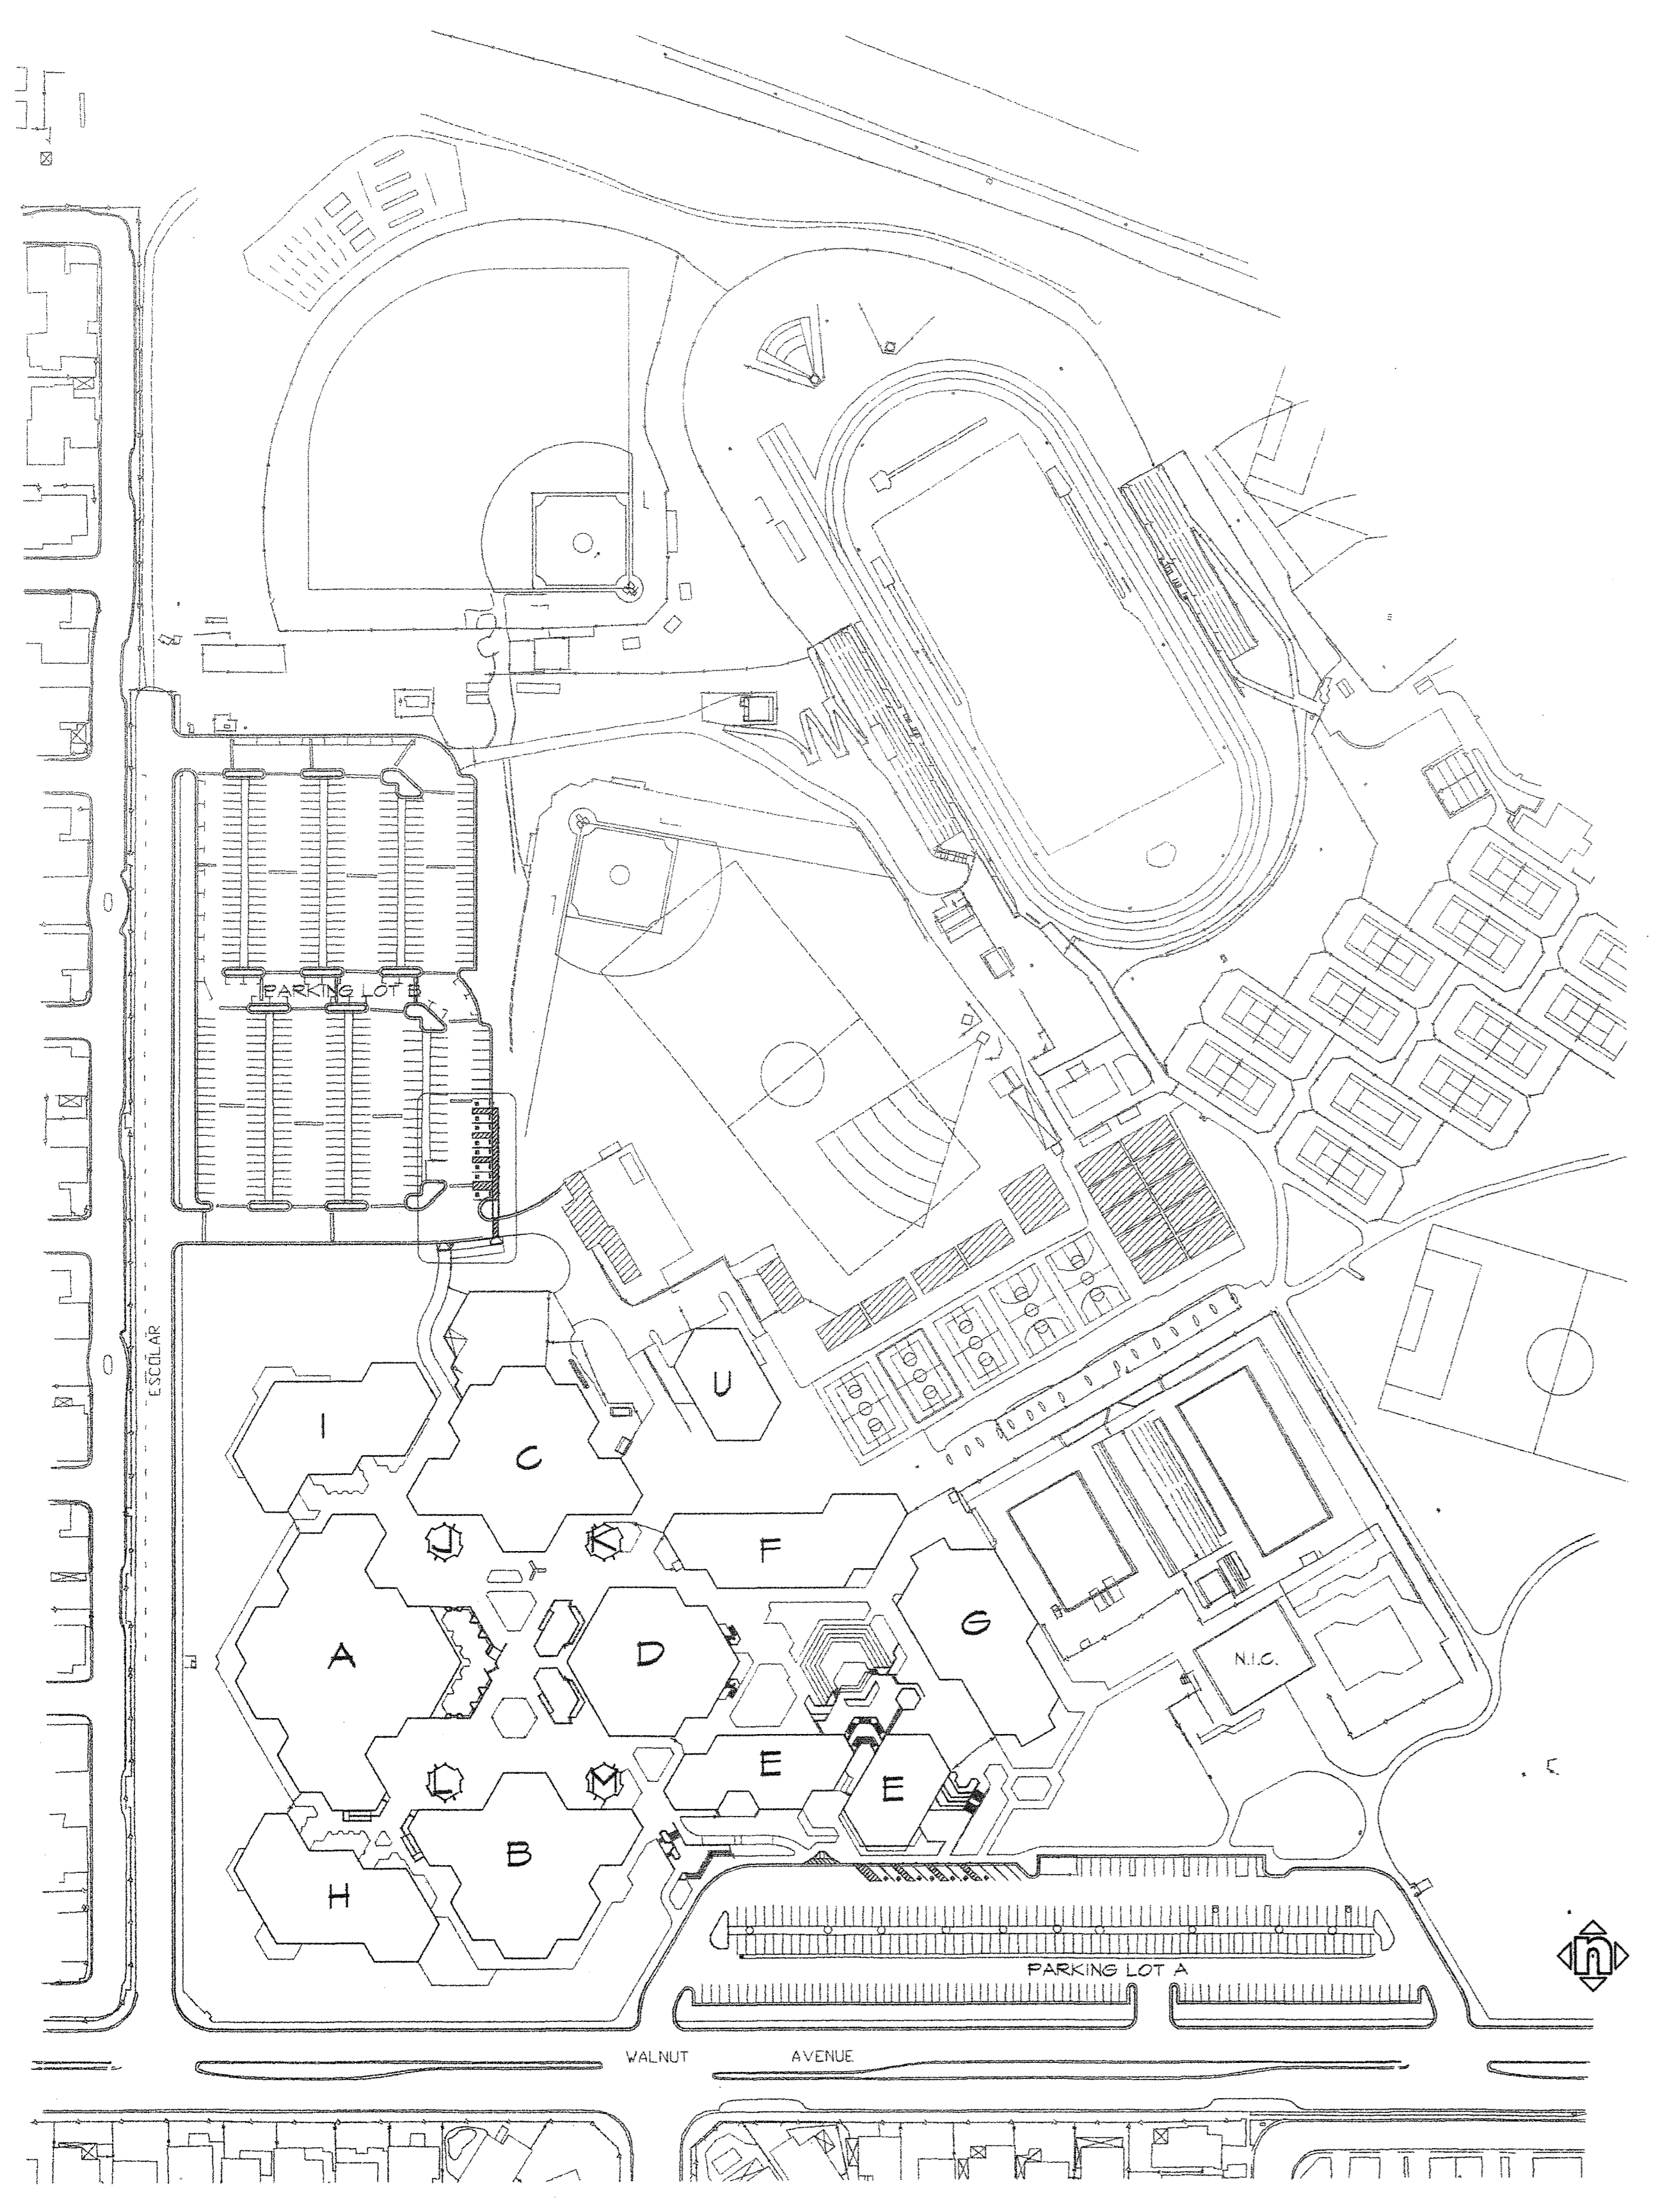 PARKING LOT B
ESCOLAR
U
I
C
J
K
F
G
A
D
N.I.C.
E
E
L
M
B
H
PARKING LOT A
n
WALNUT AVENUE